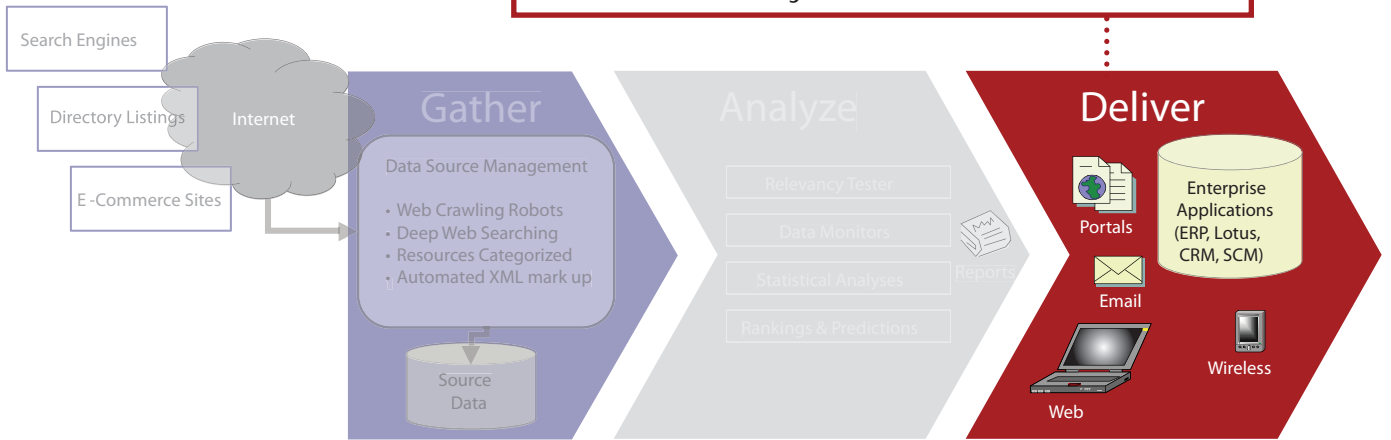 Search Engines
Directory Listings
E-Commerce Sites
Internet
Gather
Data Source Management
• Web Crawling Robots
• Deep Web Searching
• Resources Categorized
• Automated XML mark up
Source
Data
Analyze
Relevancy Tester
Data Monitors
Statistical Analyses
Rankings & Predictions
Reports
Deliver
Portals
Enterprise
Applications
(ERP, Lotus,
CRM, SCM)
Email
Wireless
Web